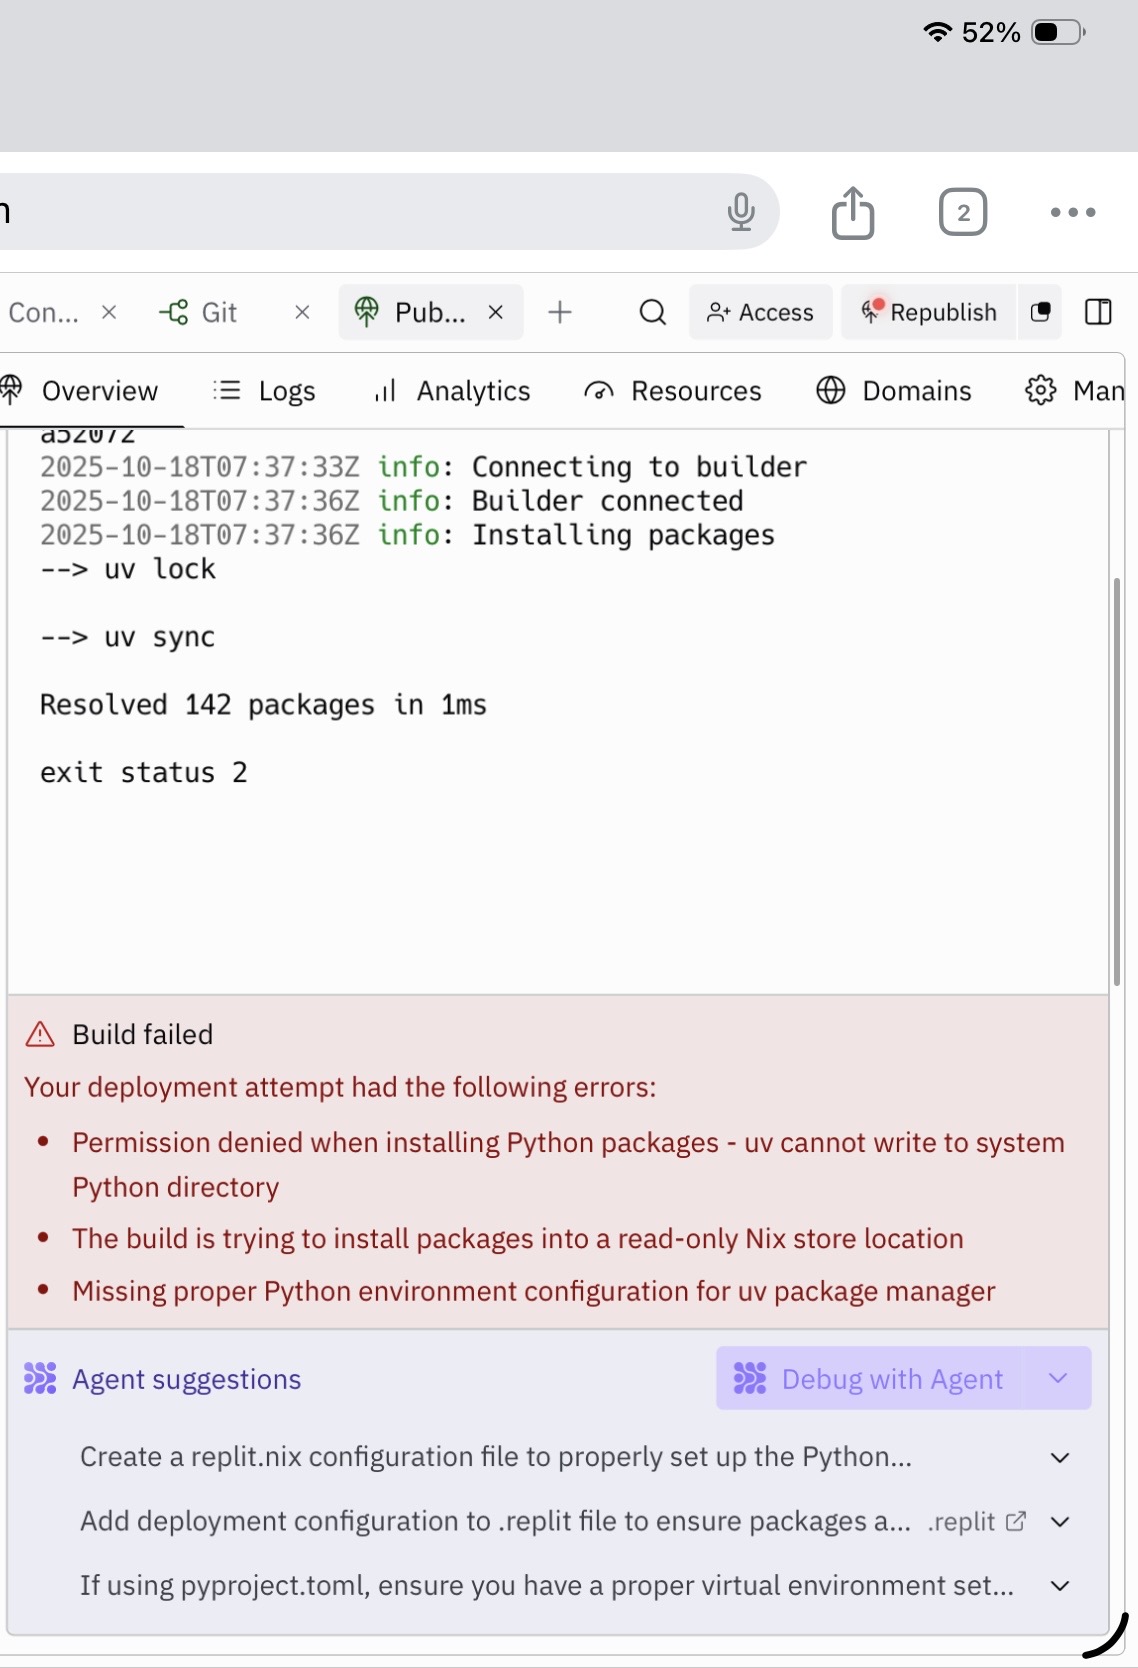 52%
2
Con... × Git × Pub... × + Access Republish
Overview Logs Analytics Resources Domains Man
a52072
2025-10-18T07:37:33Z info: Connecting to builder
2025-10-18T07:37:36Z info: Builder connected
2025-10-18T07:37:36Z info: Installing packages
--> uv lock
--> uv sync
Resolved 142 packages in 1ms
exit status 2
Build failed
Your deployment attempt had the following errors:
• Permission denied when installing Python packages - uv cannot write to system
Python directory
• The build is trying to install packages into a read-only Nix store location
• Missing proper Python environment configuration for uv package manager
Agent suggestions Debug with Agent
Create a replit.nix configuration file to properly set up the Python...
Add deployment configuration to .replit file to ensure packages a... .replit
If using pyproject.toml, ensure you have a proper virtual environment set...